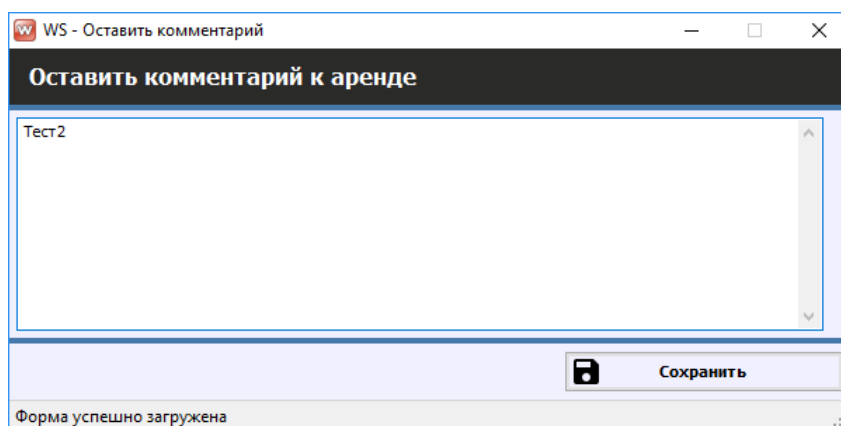 WS - Оставить комментарий
Оставить комментарий к аренде
Тест2
Сохранить
Форма успешно загружена